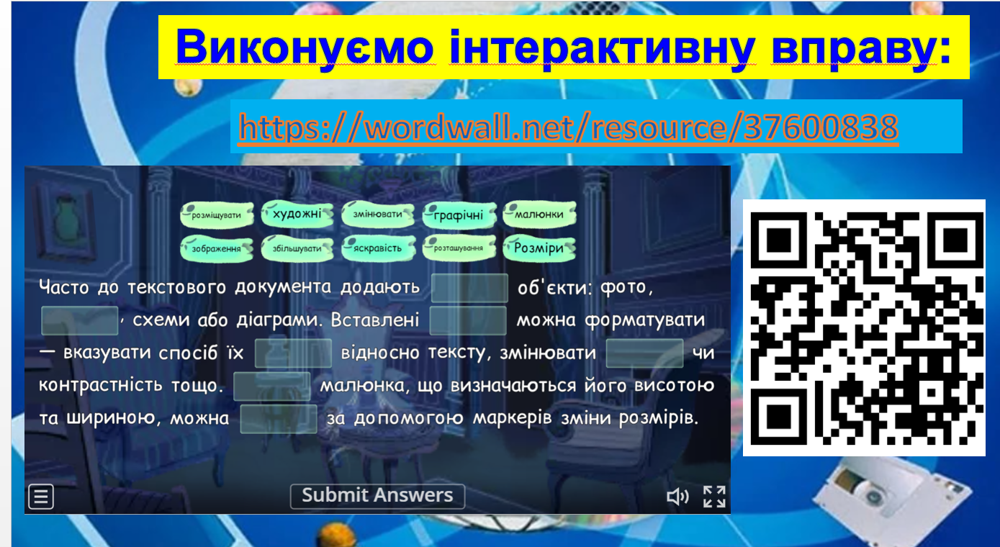 Виконуємо інтерактивну вправу:
https://wordwall.net/resource/37600838
розміщувати художні змінювати графічні малюнки
зображення збільшувати яскравість розташування Розміри
Часто до текстового документа додають об'єкти: фото,
, схеми або діаграми. Вставлені можна форматувати
— вказувати спосіб їх відносно тексту, змінювати чи
контрастність тощо. малюнка, що визначаються його висотою
та шириною, можна за допомогою маркерів зміни розмірів.
Submit Answers